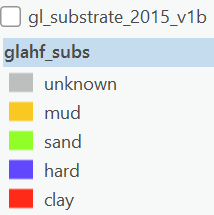 gl_substrate_2015_v1b
glahf_subs
unknown
mud
sand
hard
clay